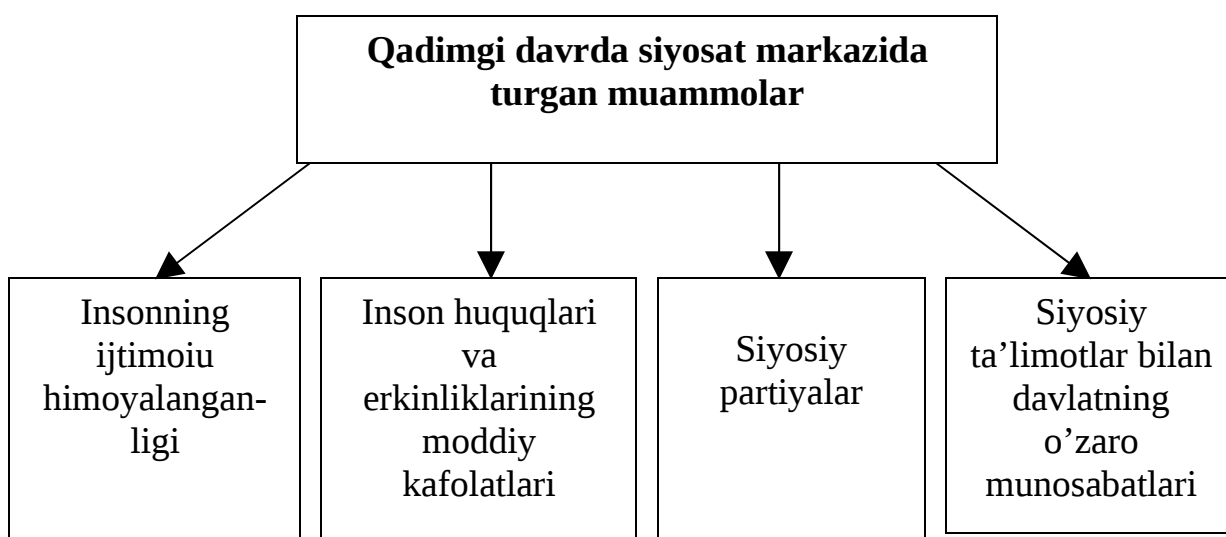 Qadimgi davrda siyosat markazida
turgan muammolar
Insonning
ijtimoiu
himoyalangan-
ligi
Inson huquqlari
va
erkinliklarining
moddiy
kafolatlari
Siyosiy
partiyalar
Siyosiy
ta’limotlar bilan
davlatning
o’zaro
munosabatlari